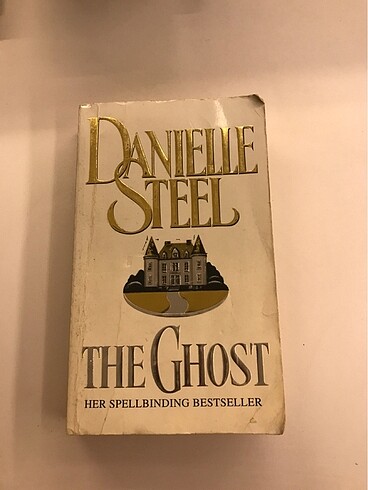 DANIELLE
STEEL
THE GHOST
HER SPELLBINDING BESTSELLER